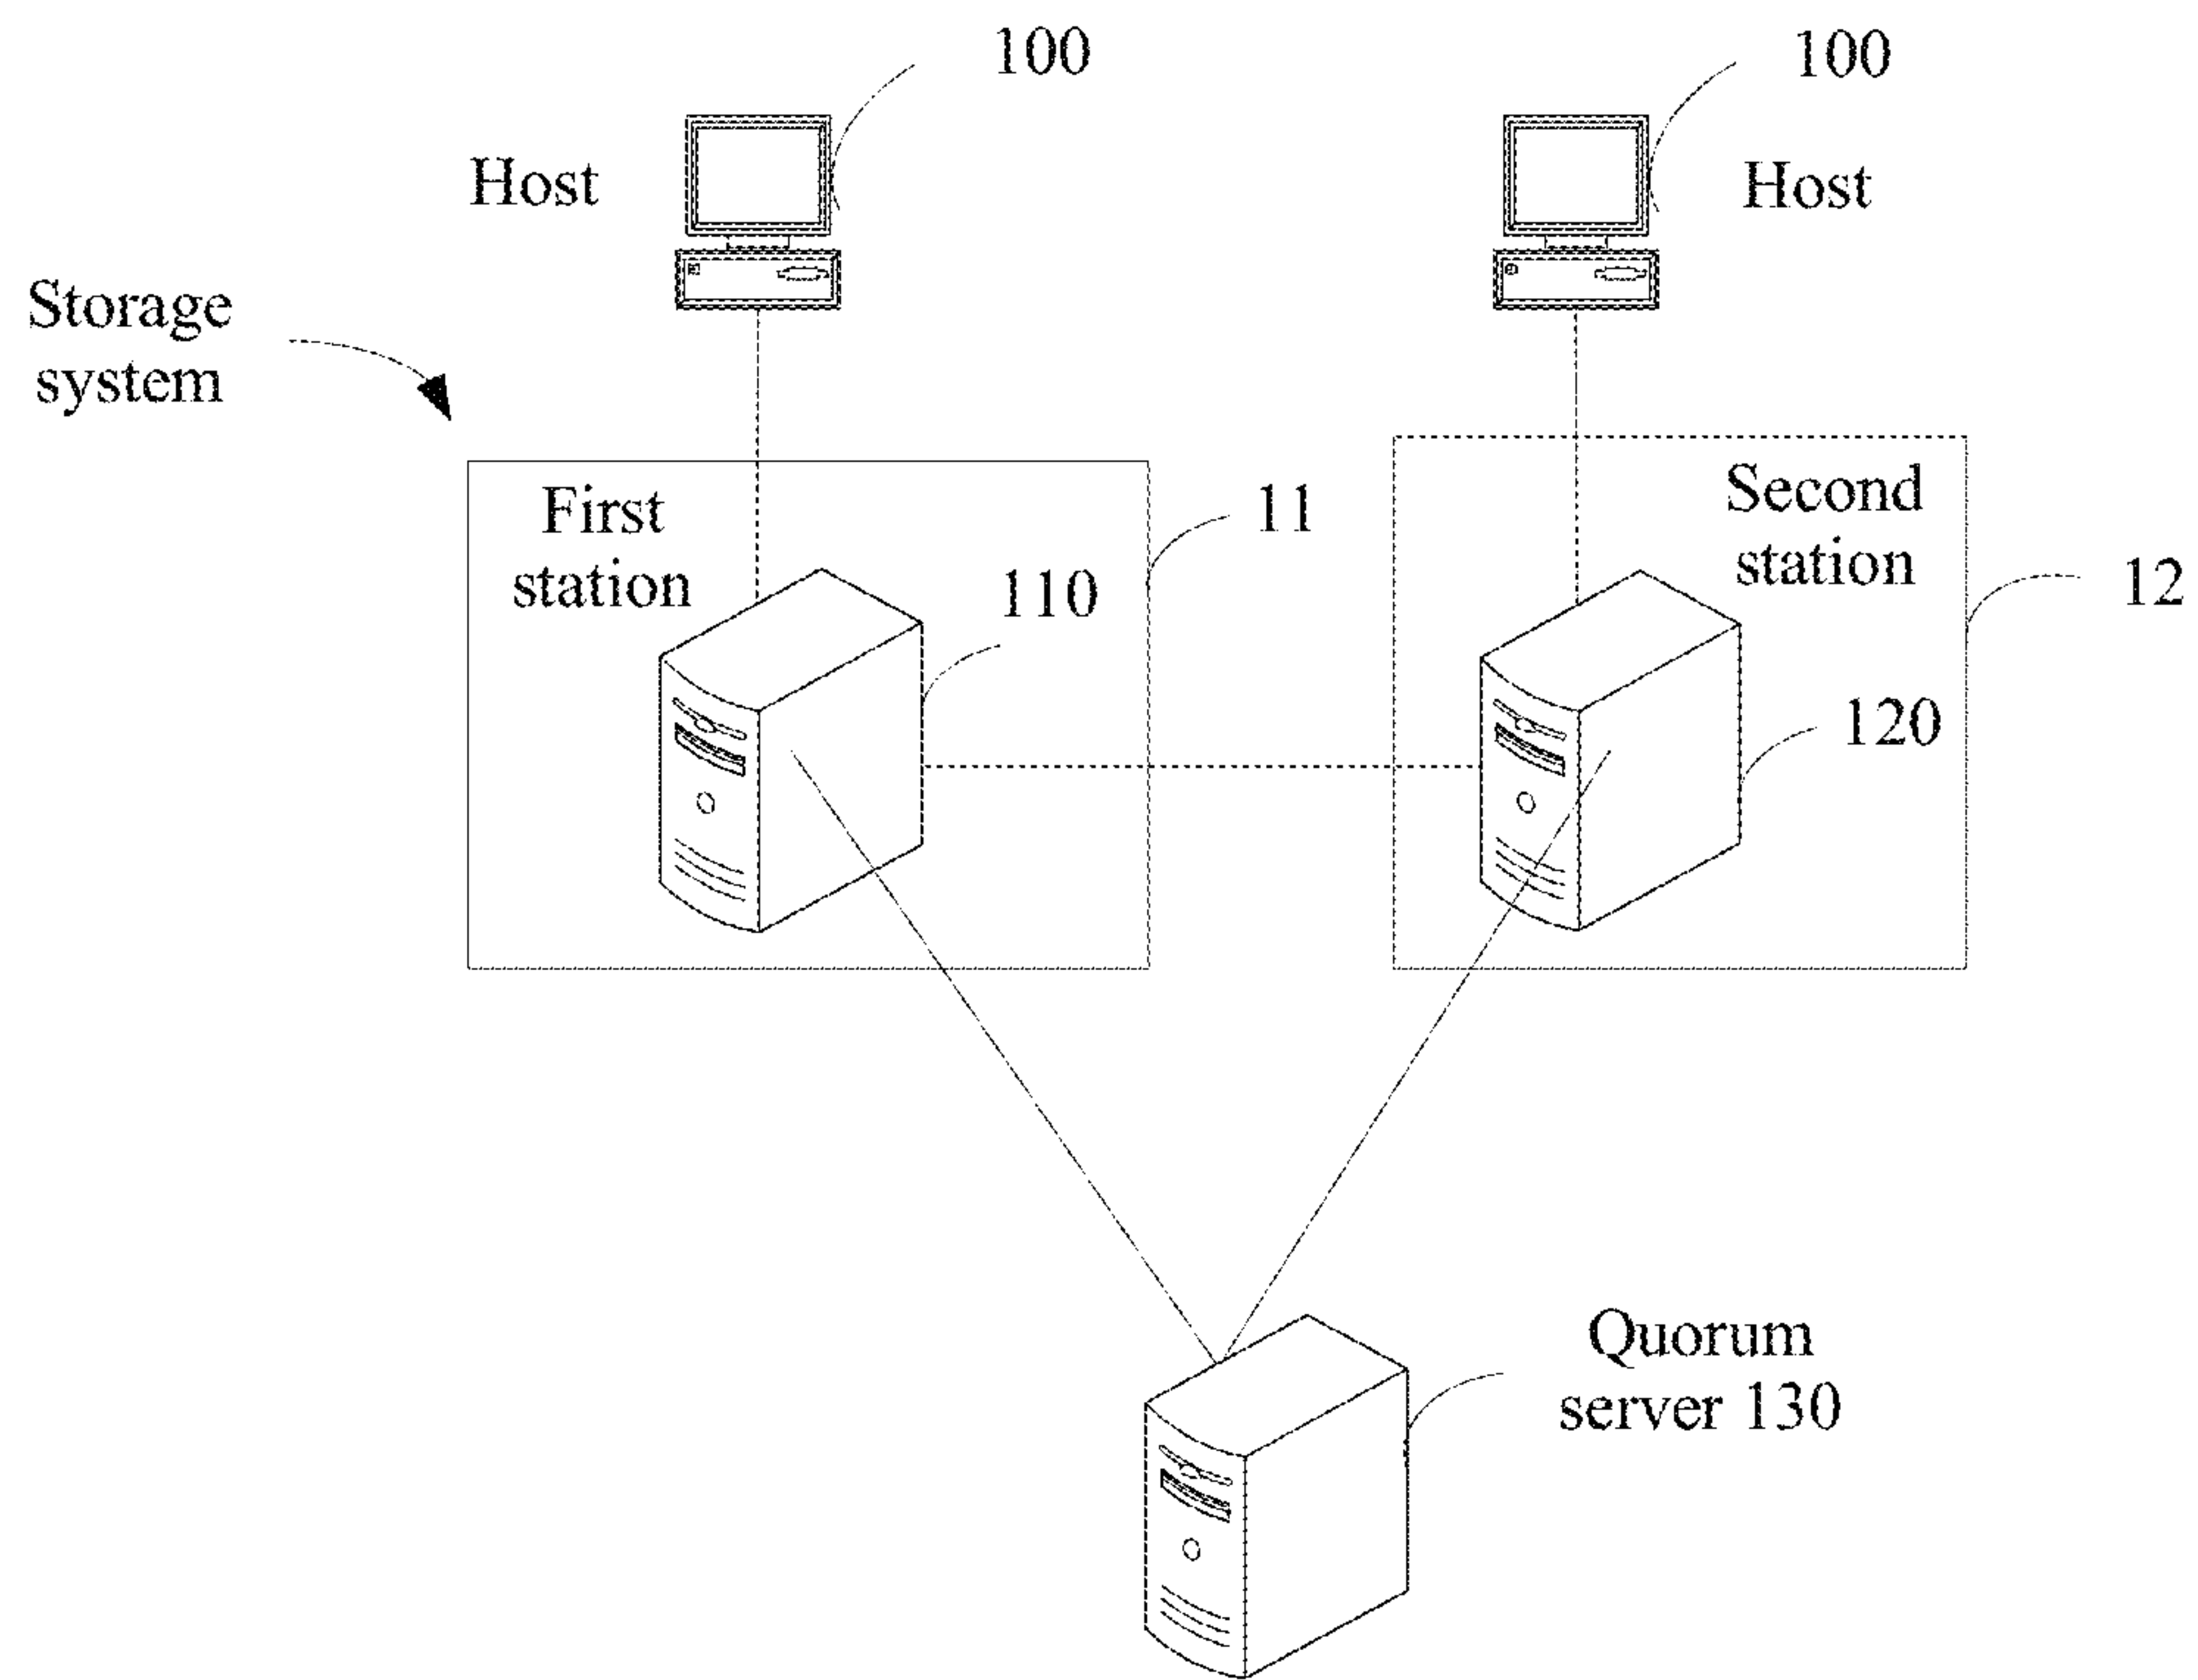 100
100
Host
Host
Storage
system
First
station
11
Second
station
110
12
120
Quorum
server 130